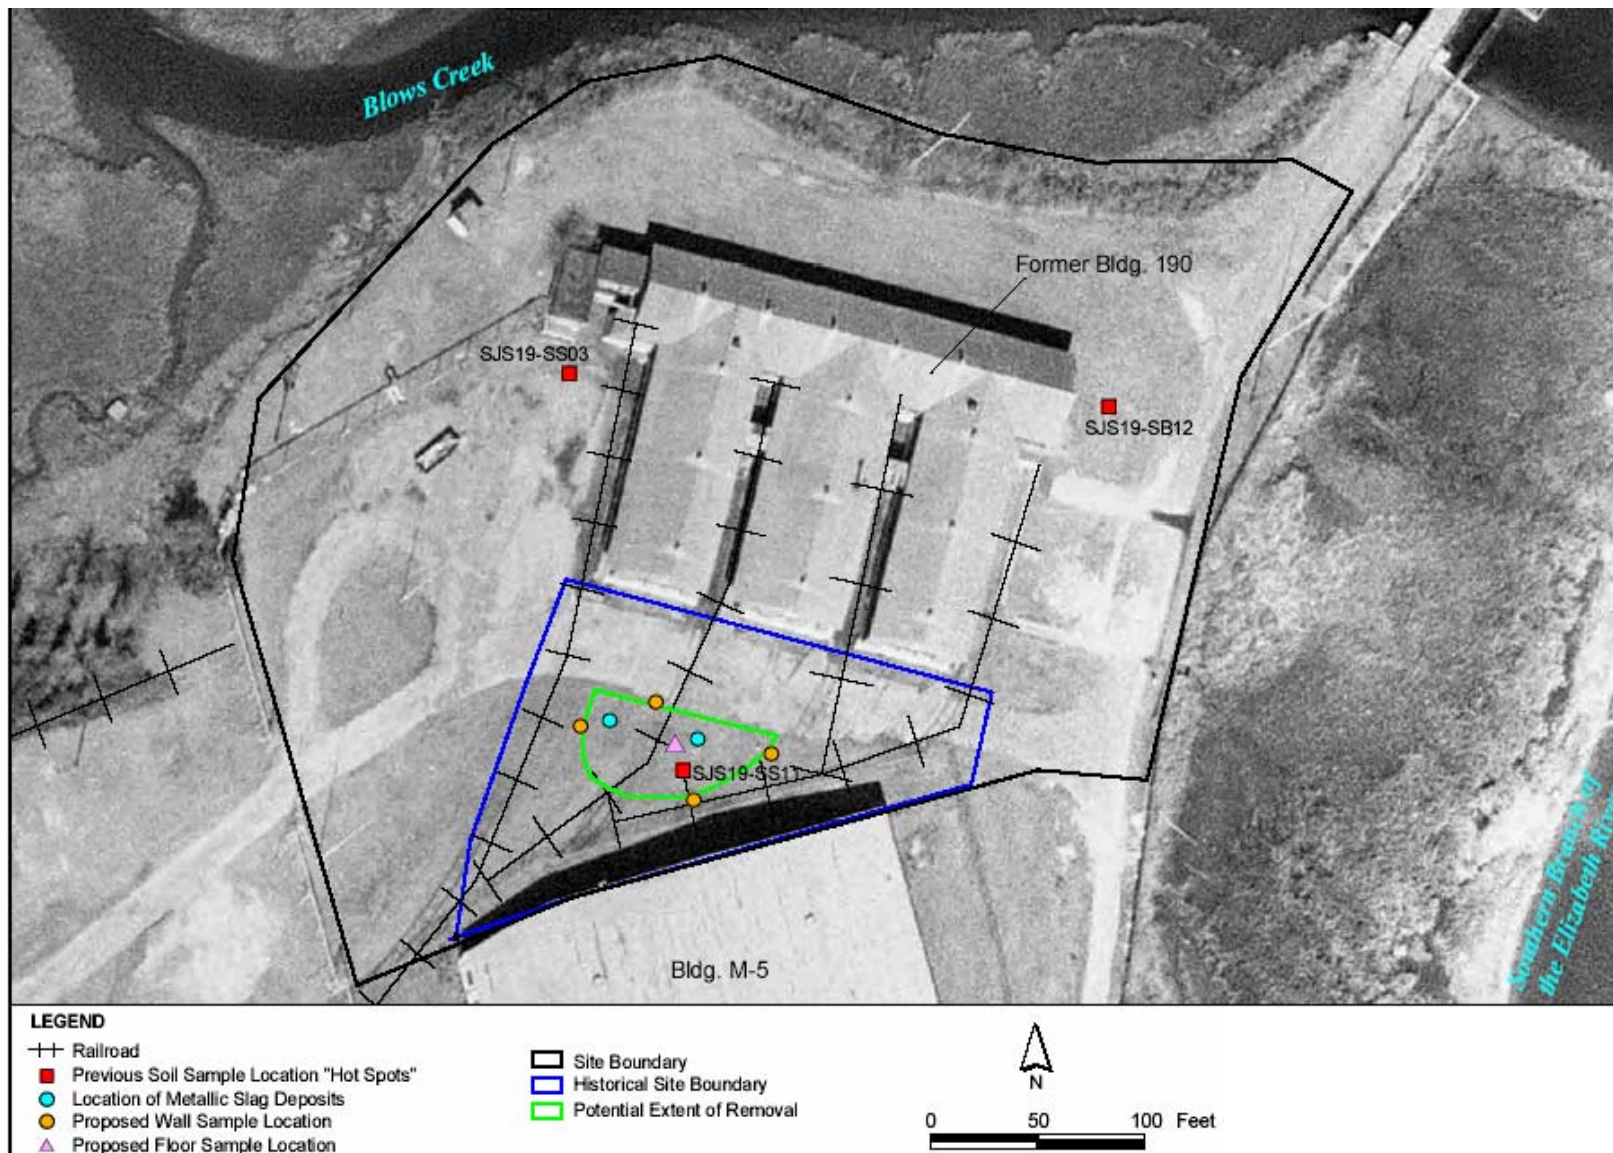 Blows Creek
Former Bldg. 190
SJS19-SS03
SJS19-SB12
SJS19-SS11
Bldg. M-5
Southern Branch of
the Elizabeth River
LEGEND
Railroad
Previous Soil Sample Location "Hot Spots"
Location of Metallic Slag Deposits
Proposed Wall Sample Location
Proposed Floor Sample Location
Site Boundary
Historical Site Boundary
Potential Extent of Removal
N
0 50 100 Feet